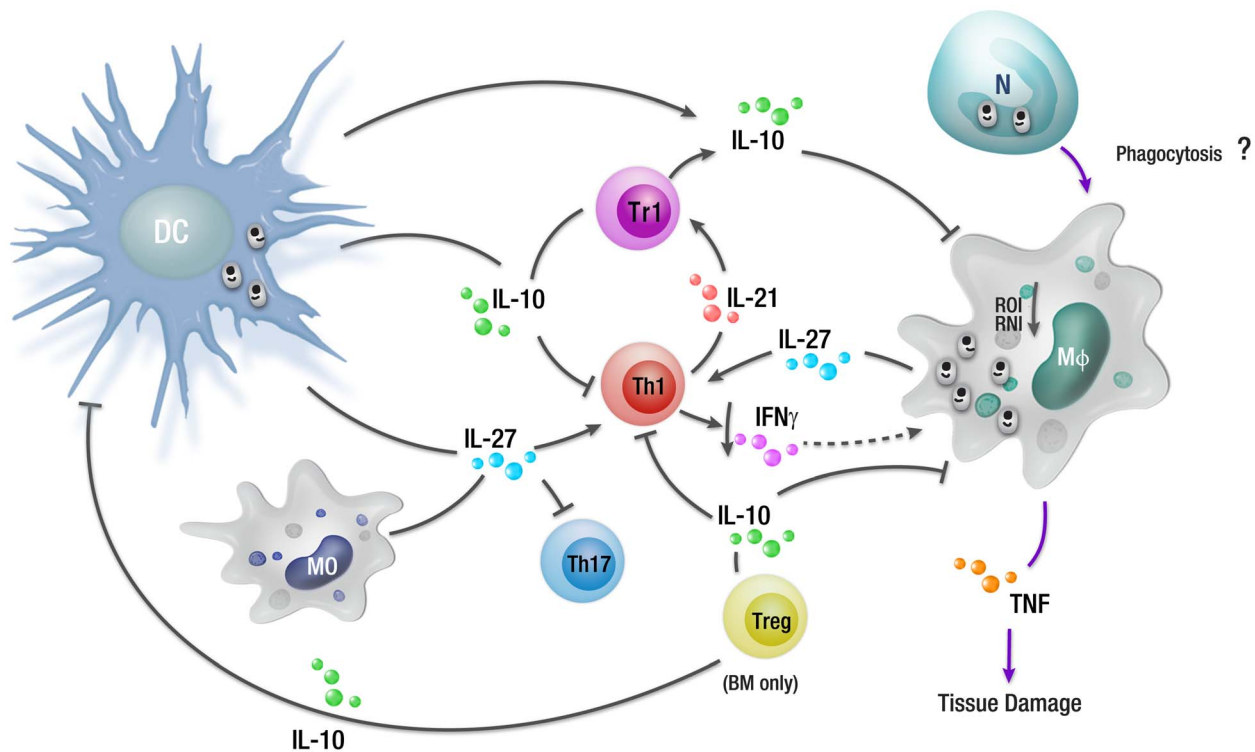 N
IL-10
Phagocytosis ?
Tr1
DC
IL-10
IL-21
ROI
RNI
IL-27
Mϕ
Th1
IFNγ
IL-27
IL-10
MO
Th17
TNF
Treg
(BM only)
Tissue Damage
IL-10